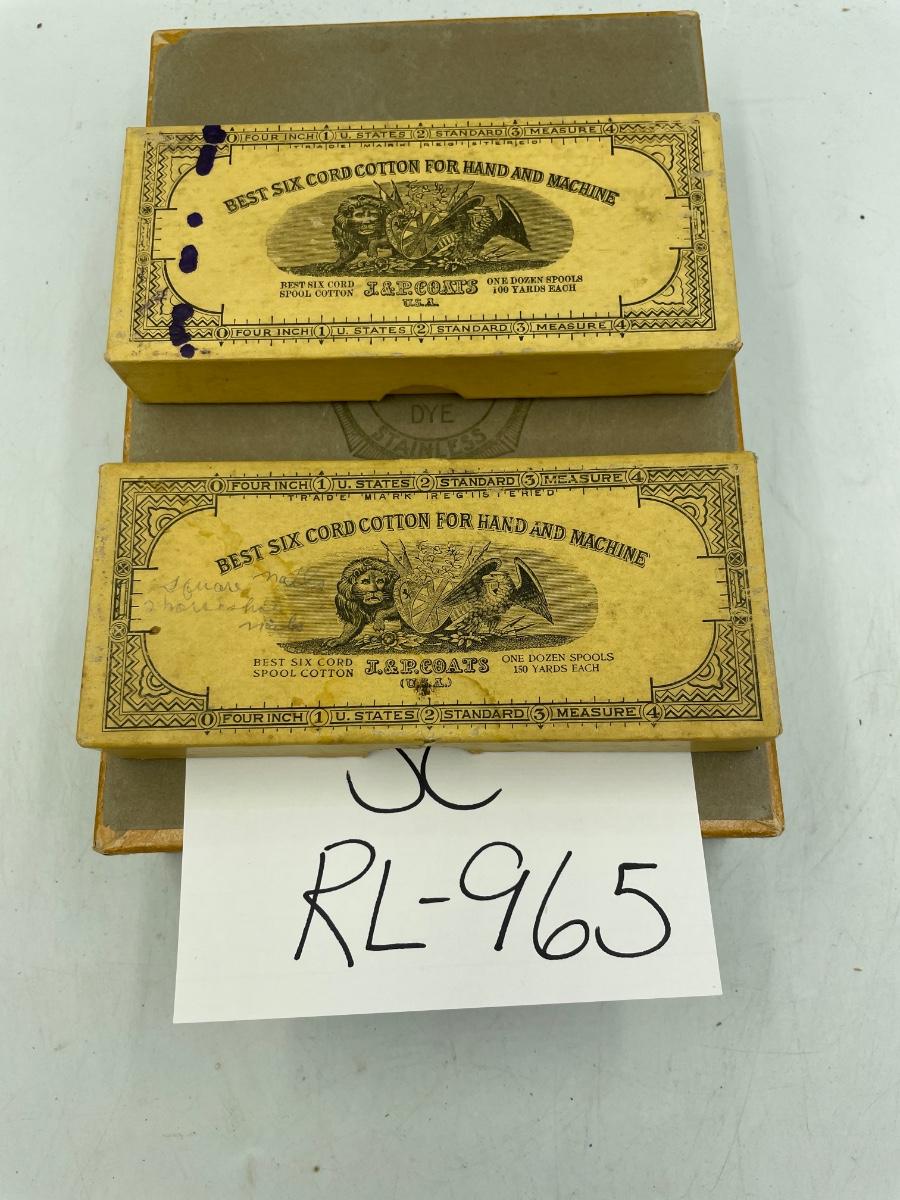 0 FOUR INCH 1 U. STATES 2 STANDARD 3 MEASURE 4
TRADE MARK REGISTERED
BEST SIX CORD COTTON FOR HAND AND MACHINE
BEST SIX CORD
SPOOL COTTON
J. & P. COATS
U.S.A.
ONE DOZEN SPOOLS
100 YARDS EACH
0 FOUR INCH 1 U. STATES 2 STANDARD 3 MEASURE 4
DYE
STAINLESS
0 FOUR INCH 1 U. STATES 2 STANDARD 3 MEASURE 4
TRADE MARK REGISTERED
BEST SIX CORD COTTON FOR HAND AND MACHINE
Square
BEST SIX CORD
SPOOL COTTON
J. & P. COATS
(U.S.A.)
ONE DOZEN SPOOLS
150 YARDS EACH
0 FOUR INCH 1 U. STATES 2 STANDARD 3 MEASURE 4
RL-965